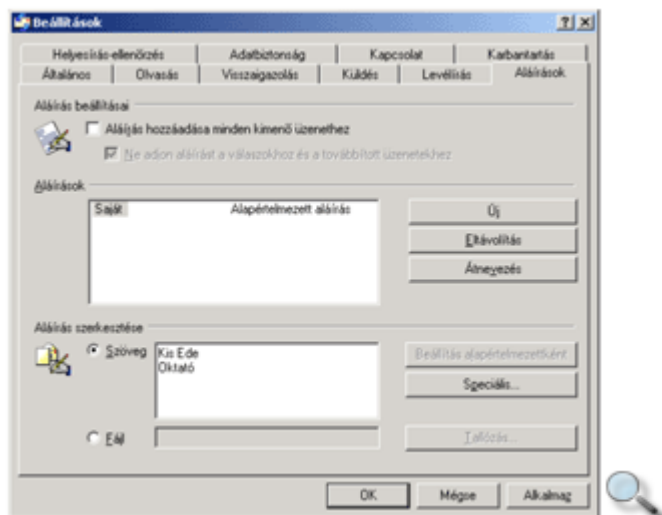 Beállítások
Helyesírás-ellenőrzés Adatbiztonság Kapcsolat Karbantartás
Általános Olvasás Visszaigazolás Küldés Levélírás Aláírások
Aláírás beállításai
Aláírás hozzáadása minden kimenő üzenethez
Ne adjon aláírást a válaszokhoz és a továbbított üzenetekhez
Aláírások
Saját Alapértelmezett aláírás
Új
Eltávolítás
Átnevezés
Aláírás szerkesztése
Szöveg Kis Ede Beállítás alapértelmezettként
Oktató
Speciális...
Fájl Tallózás...
OK Mégse Alkalmaz